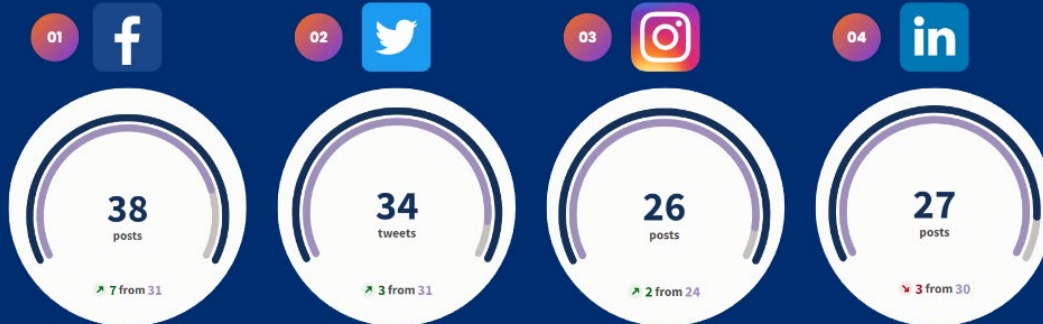 01
02
03
04
in
38
posts
7 from 31
34
tweets
3 from 31
26
posts
2 from 24
27
posts
3 from 30